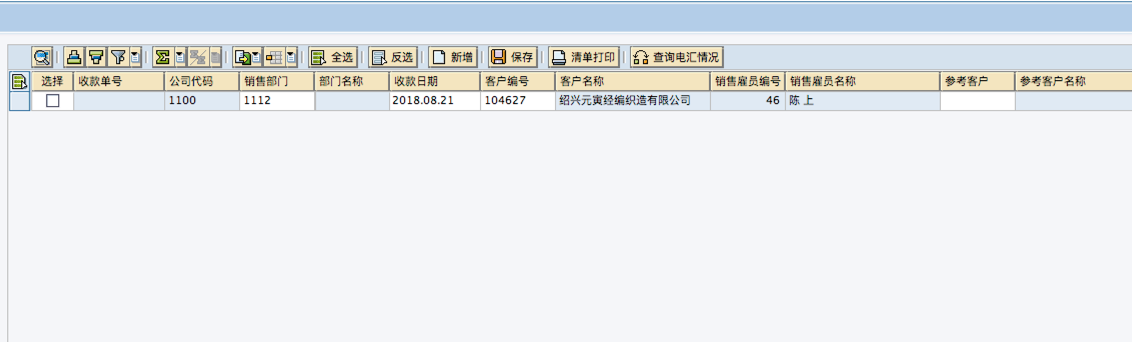 全选 反选 新增 保存 清单打印 查询电汇情况
选择 收款单号 公司代码 销售部门 部门名称 收款日期 客户编号 客户名称 销售雇员编号 销售雇员名称 参考客户 参考客户名称
1100 1112 2018.08.21 104627 绍兴元寅经编织造有限公司 46 陈 上